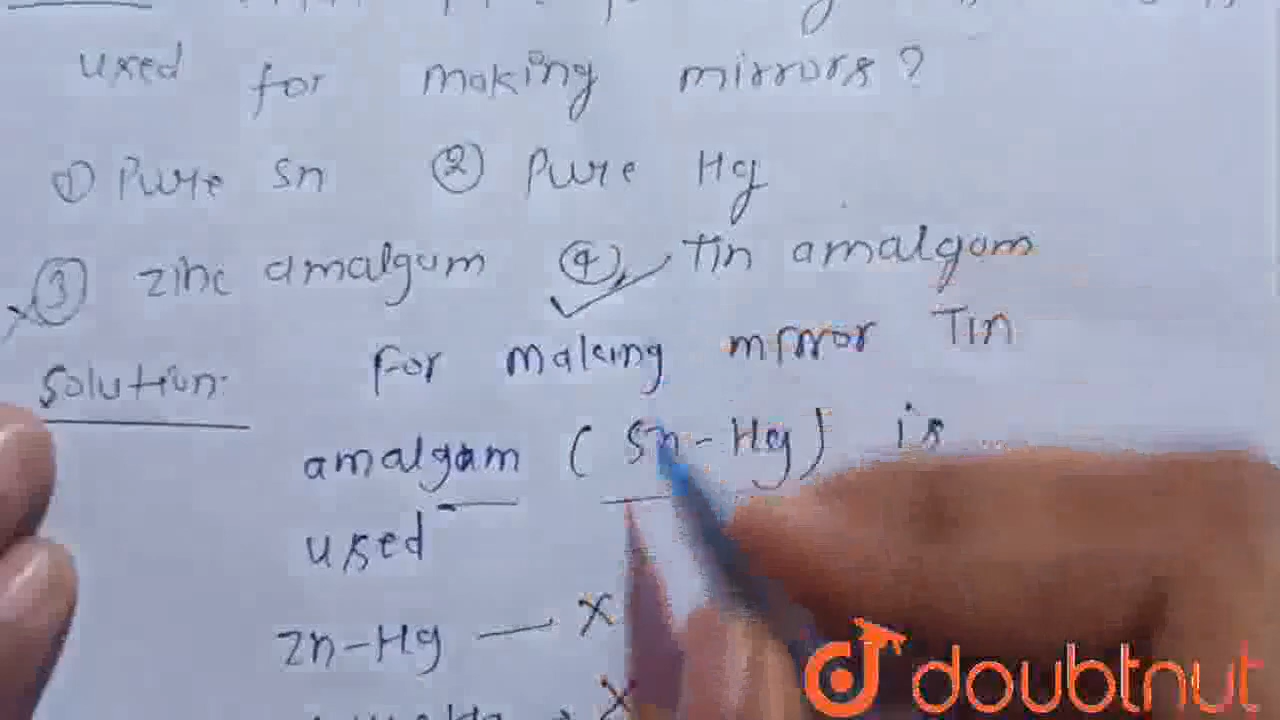 used for making mirrors?
① Pure Sn ② Pure Hg
③ zinc amalgum ④ Tin amalgam
Solution: For making mirror Tin
amalgam (Sn-Hg) is
used
Zn-Hg — X
X
doubtnut